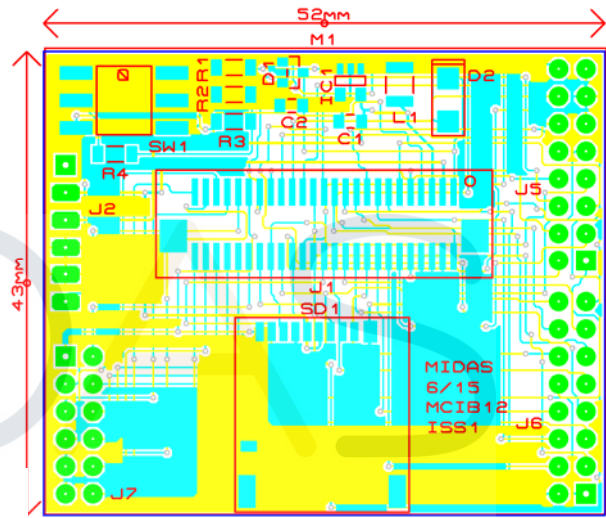 52mm
M1
R1
R2
D1
IC1
D2
C2
C1
L1
R3
SW1
R4
J2
J5
J1
43mm
SD1
MIDAS
6/15
MCIB12
ISS1
J6
J7